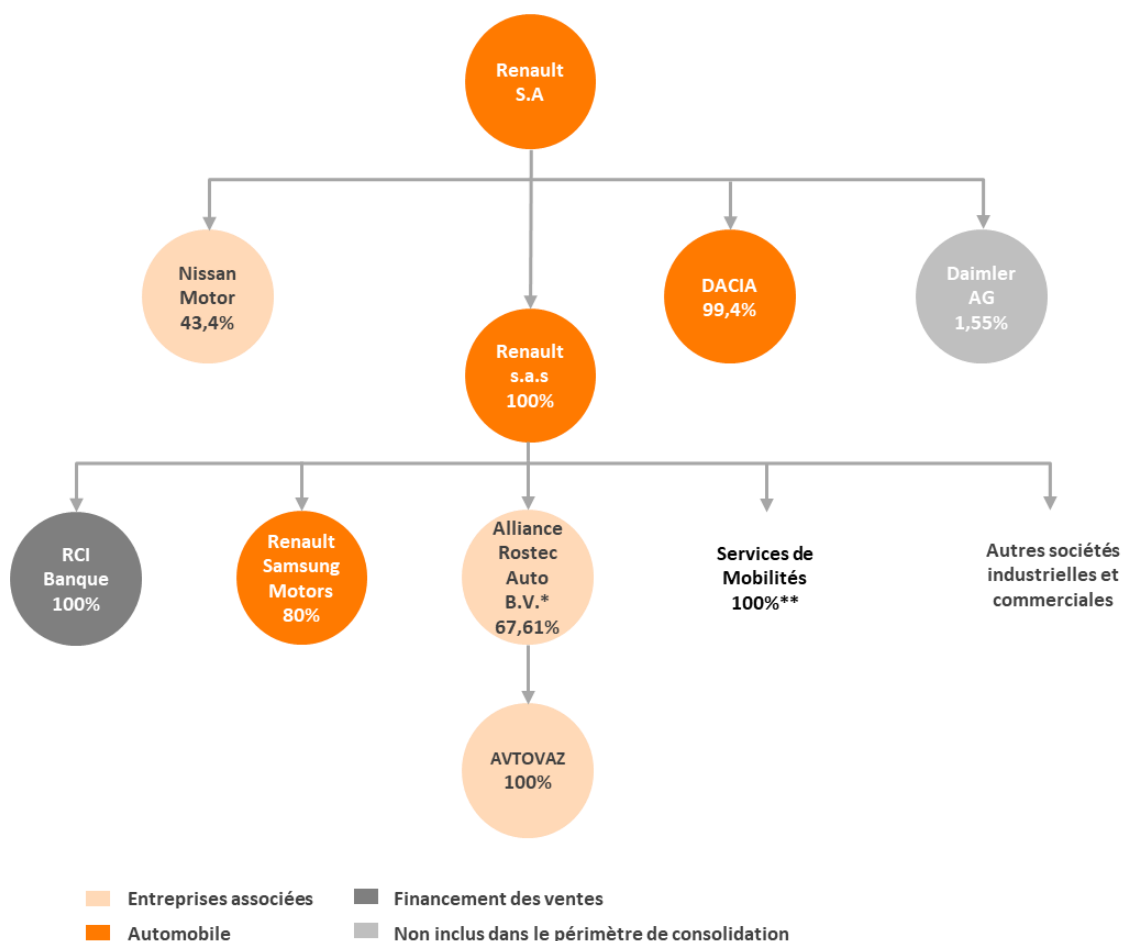 Renault
S.A
Nissan
Motor
43,4%
DACIA
99,4%
Daimler
AG
1,55%
Renault
s.a.s
100%
RCI
Banque
100%
Renault
Samsung
Motors
80%
Alliance
Rostec
Auto
B.V.*
67,61%
Services de
Mobilités
100%**
Autres sociétés
industrielles et
commerciales
AVTOVAZ
100%
Entreprises associées
Financement des ventes
Automobile
Non inclus dans le périmètre de consolidation